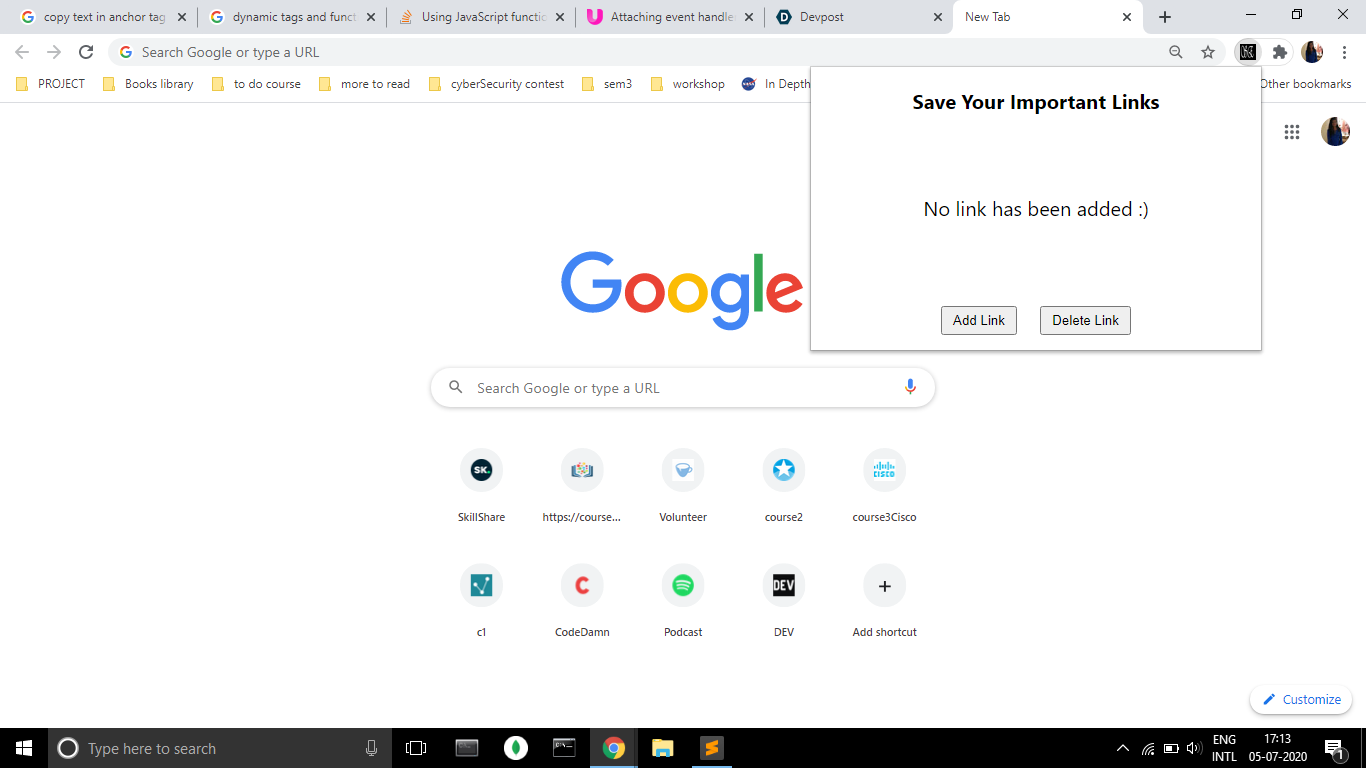 copy text in anchor tag
dynamic tags and funct
Using JavaScript functio
Attaching event handle
Devpost
New Tab
Search Google or type a URL
PROJECT
Books library
to do course
more to read
cyberSecurity contest
sem3
workshop
In Depth
Other bookmarks
Save Your Important Links
No link has been added :)
Add Link
Delete Link
Google
Search Google or type a URL
SK.
CISCO
SkillShare
https://course...
Volunteer
course2
course3Cisco
C
DEV
c1
CodeDamn
Podcast
DEV
Add shortcut
Customize
Type here to search
ENG
INTL
17:13
05-07-2020
1